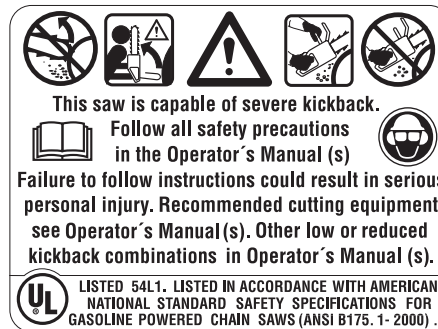 This saw is capable of severe kickback.
Follow all safety precautions
in the Operator´s Manual (s)
Failure to follow instructions could result in serious
personal injury. Recommended cutting equipment
see Operator´s Manual (s). Other low or reduced
kickback combinations in Operator´s Manual (s).
UL
LISTED 54L1. LISTED IN ACCORDANCE WITH AMERICAN
NATIONAL STANDARD SAFETY SPECIFICATIONS FOR
GASOLINE POWERED CHAIN SAWS (ANSI B175. 1- 2000) .